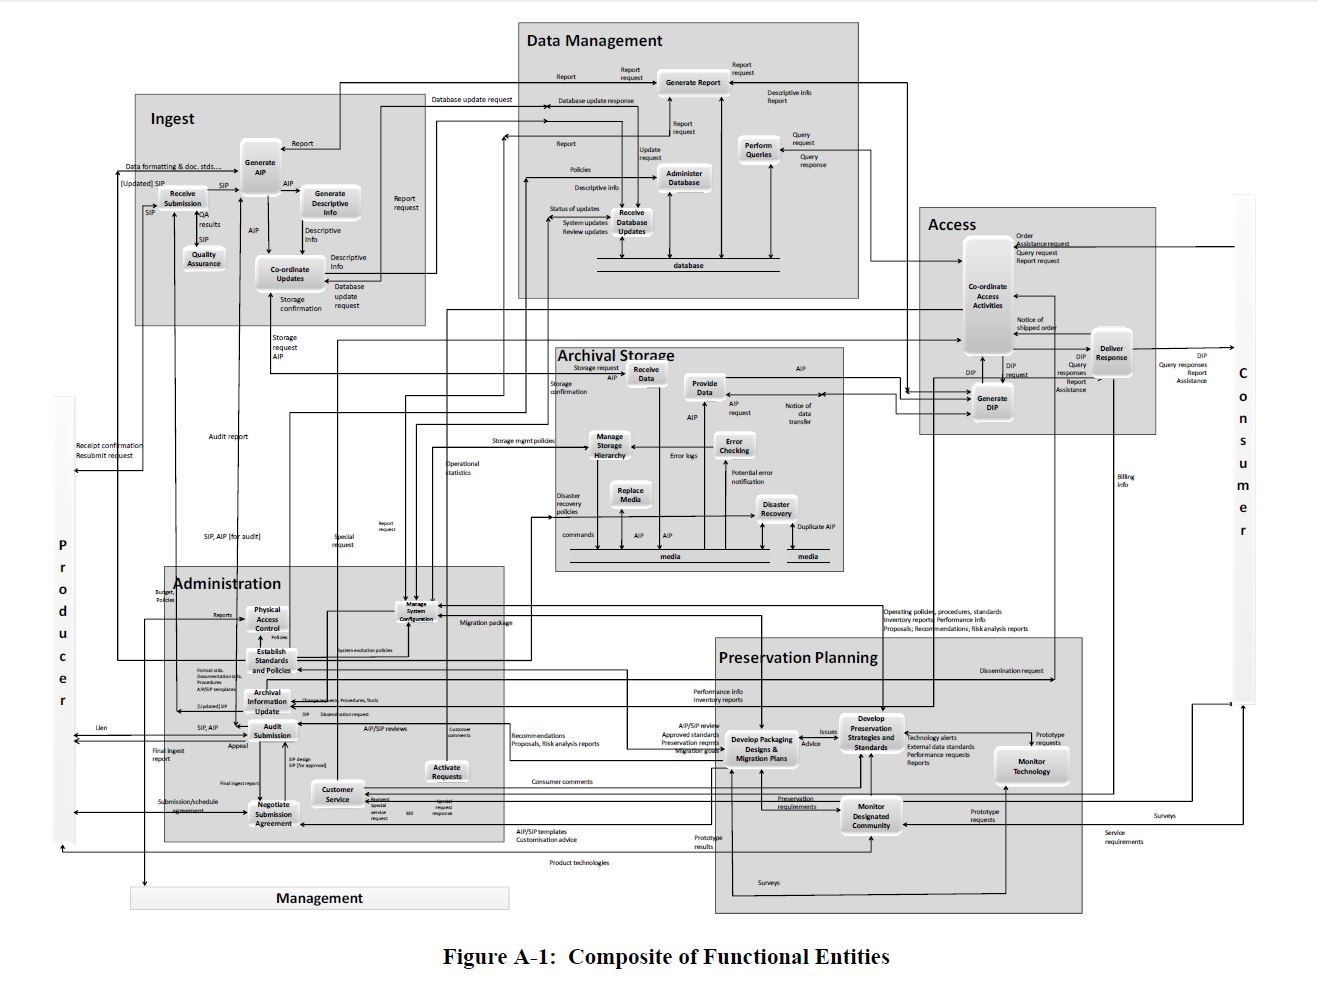 Data Management
Generate Report
Report
Report
request
Report
request
Descriptive info
Report
Database update request
Database update response
Report
request
Report
Update
request
Perform
Queries
Query
request
Query
response
Policies
Administer
Database
Descriptive Info
Status of updates
System updates
Review updates
Receive
Database
Updates
database
Ingest
Generate
AIP
Report
Data formatting & doc. stds....
[Updated] SIP
SIP
AIP
Receive
Submission
SIP
QA
results
SIP
Quality
Assurance
Generate
Descriptive
Info
Report
request
AIP
Descriptive
Info
Co-ordinate
Updates
Descriptive
Info
Database
update
request
Storage
confirmation
Storage
request
AIP
Access
Co-ordinate
Access
Activities
Order
Assistance request
Query request
Report request
Notice of
shipped order
Deliver
Response
DIP
DIP
request
DIP
Query
responses
Report
Assistance
Generate
DIP
DIP
Query responses
Report
Assistance
Consumer
Archival Storage
Storage request
AIP
Receive
Data
Storage
confirmation
Provide
Data
AIP
AIP
request
AIP
Notice of
data
transfer
Storage mgmt policies
Manage
Storage
Hierarchy
Error logs
Error
Checking
Potential error
notification
Replace
Media
Disaster
recovery
policies
Disaster
Recovery
Duplicate AIP
commands
AIP
AIP
media
media
Operational
statistics
Billing
info
Receipt confirmation
Resubmit request
Audit report
SIP, AIP [for audit]
Special
request
Report
request
Producer
Administration
Budget,
Policies
Reports
Physical
Access
Control
Policies
Manage
System
Configuration
Migration package
System evolution policies
Establish
Standards
and Policies
Format stds.
Documentation stds.
Procedures
AIP/SIP templates
[Updated] SIP
Archival
Information
Update
Change requests, Procedures, Tools
DIP
Dissemination request
SIP, AIP
Audit
Submission
AIP/SIP reviews
Customer
comments
Appeal
Lien
Final ingest
report
SIP design
SIP [for approval]
Final ingest report
Activate
Requests
Customer
Service
Payment
Special
service
request
Bill
Special
request
response
Submission/schedule
agreement
Negotiate
Submission
Agreement
Operating policies, procedures, standards
Inventory reports; Performance info
Proposals; Recommendations; Risk analysis reports
Preservation Planning
Dissemination request
Performance info
Inventory reports
AIP/SIP review
Approved standards
Preservation reqmts
Migration goals
Recommendations
Proposals, Risk analysis reports
Develop Packaging
Designs &
Migration Plans
Issues
Advice
Develop
Preservation
Strategies and
Standards
Technology alerts
External data standards
Performance requests
Reports
Prototype
requests
Monitor
Technology
Consumer comments
Preservation
requirements
Monitor
Designated
Community
Prototype
requests
Surveys
Service
requirements
AIP/SIP templates
Customisation advice
Prototype
results
Product technologies
Surveys
Management
Figure A-1: Composite of Functional Entities